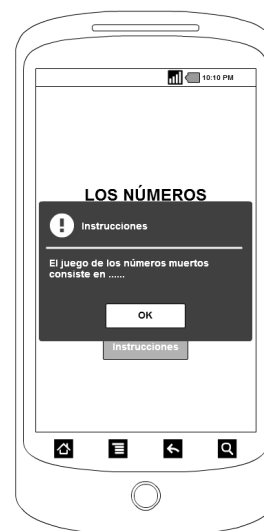 10:10 PM
LOS NÚMEROS
Instrucciones
El juego de los números muertos
consiste en ......
OK
Instrucciones